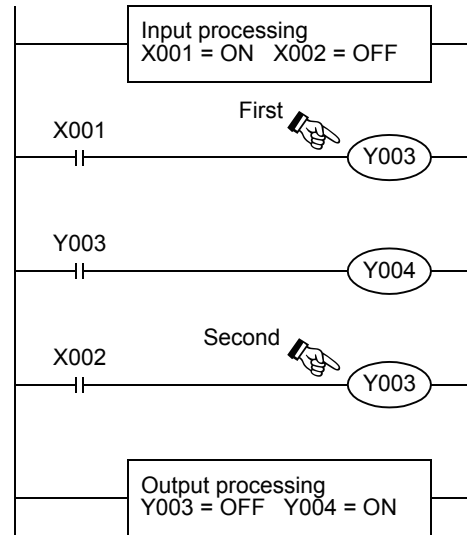 Input processing
X001 = ON X002 = OFF
First
X001
Y003
Y003
Y004
Second
X002
Y003
Output processing
Y003 = OFF Y004 = ON